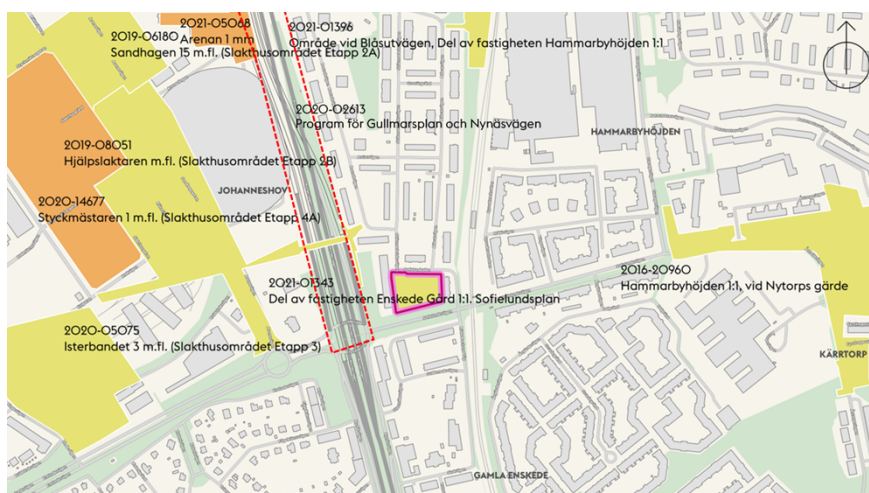 2021-05068
2019-06180 Arenan 1 mm
Sandhagen 15 m.fl. (Slakthusområdet Etapp 2A)
2021-01396
Område vid Blåsutvägen, Del av fastigheten Hammarbyhöjden 1:1
2020-02613
Program för Gullmarsplan och Nynäsvägen
HAMMARBYHÖJDEN
2019-08051
Hjälpslaktaren m.fl. (Slakthusområdet Etapp 2B)
JOHANNESHOV
2020-14677
Styckmästaren 1 m.fl. (Slakthusområdet Etapp 4A)
2021-01343
Del av fastigheten Enskede Gård 1:1. Sofielundsplan
2016-20960
Hammarbyhöjden 1:1, vid Nytorps gärde
2020-05075
Isterbandet 3 m.fl. (Slakthusområdet Etapp 3)
KÄRRTORP
GAMLA ENSKEDE